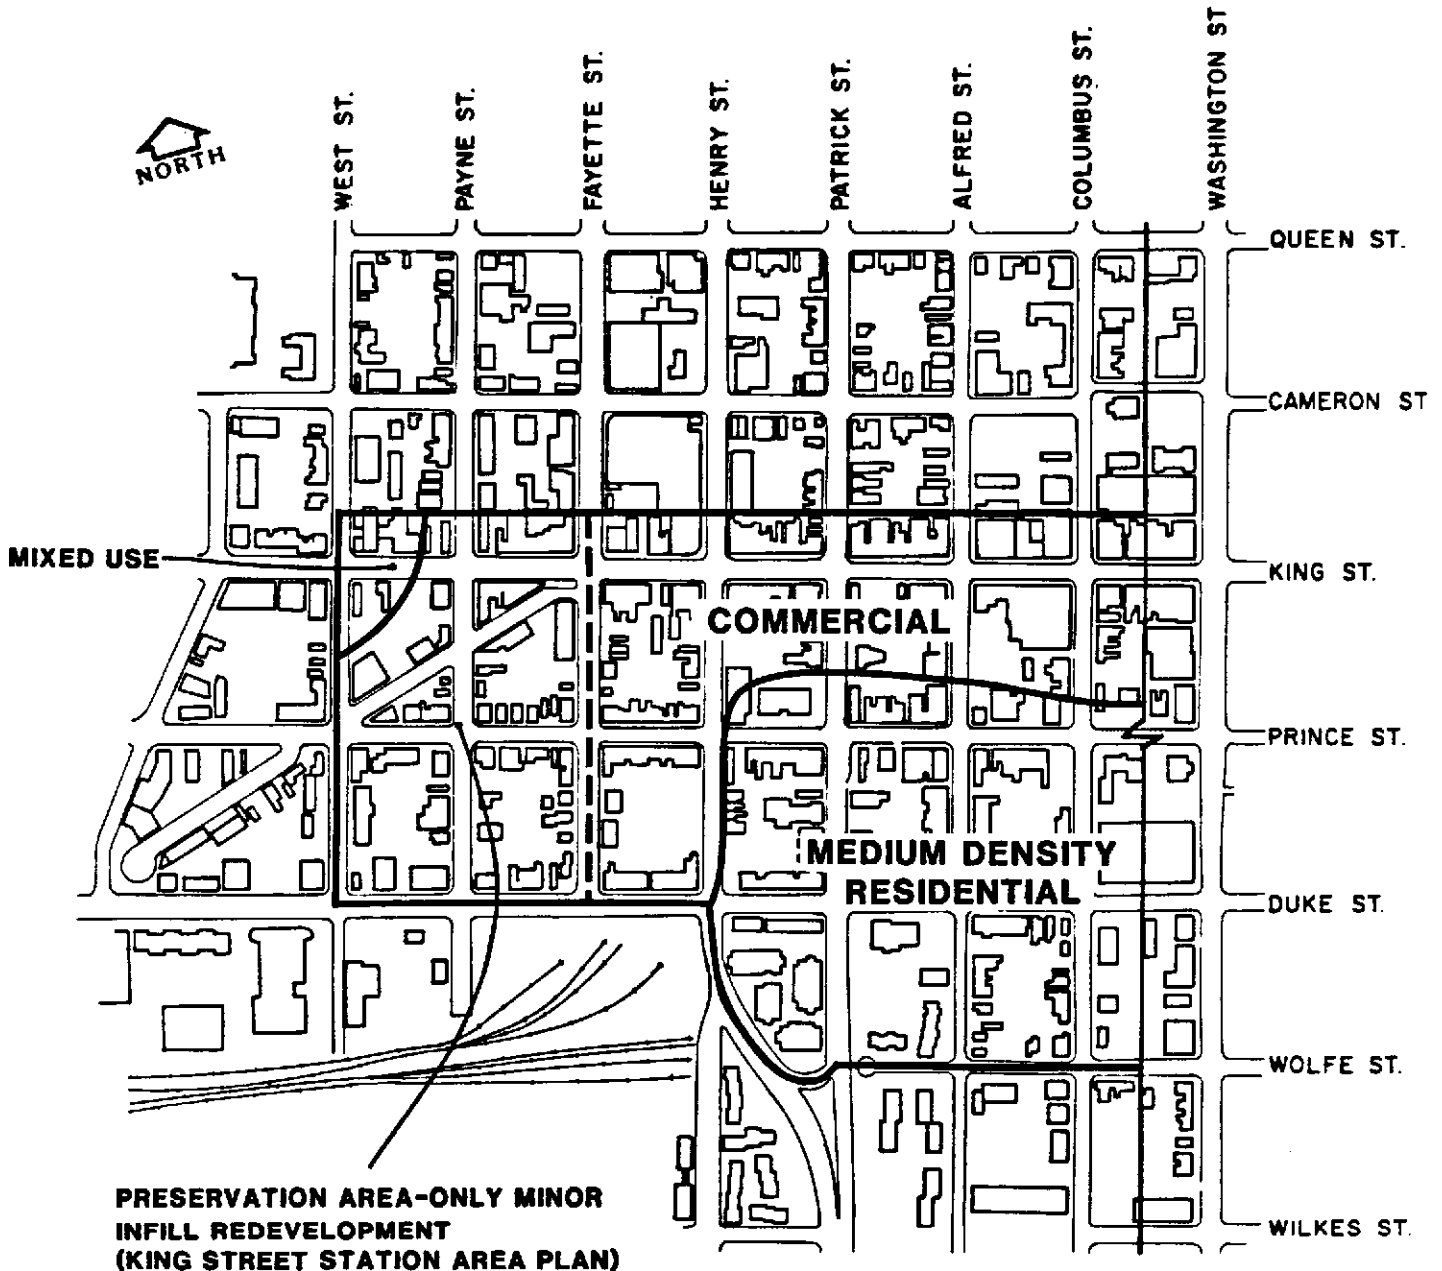 NORTH
WEST ST.
PAYNE ST.
FAYETTE ST.
HENRY ST.
PATRICK ST.
ALFRED ST.
COLUMBUS ST.
WASHINGTON ST
QUEEN ST.
CAMERON ST
MIXED USE
KING ST.
COMMERCIAL
PRINCE ST.
MEDIUM DENSITY
RESIDENTIAL
DUKE ST.
WOLFE ST.
PRESERVATION AREA-ONLY MINOR
INFILL REDEVELOPMENT
(KING STREET STATION AREA PLAN)
WILKES ST.